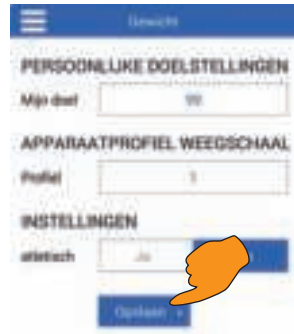 Gewicht
PERSOONLIJKE DOELSTELLINGEN
Mijn doel
APPARAATPROFIEL WEEGSCHAAL
Profiel 1
INSTELLINGEN
atletisch Ja
Opslaan